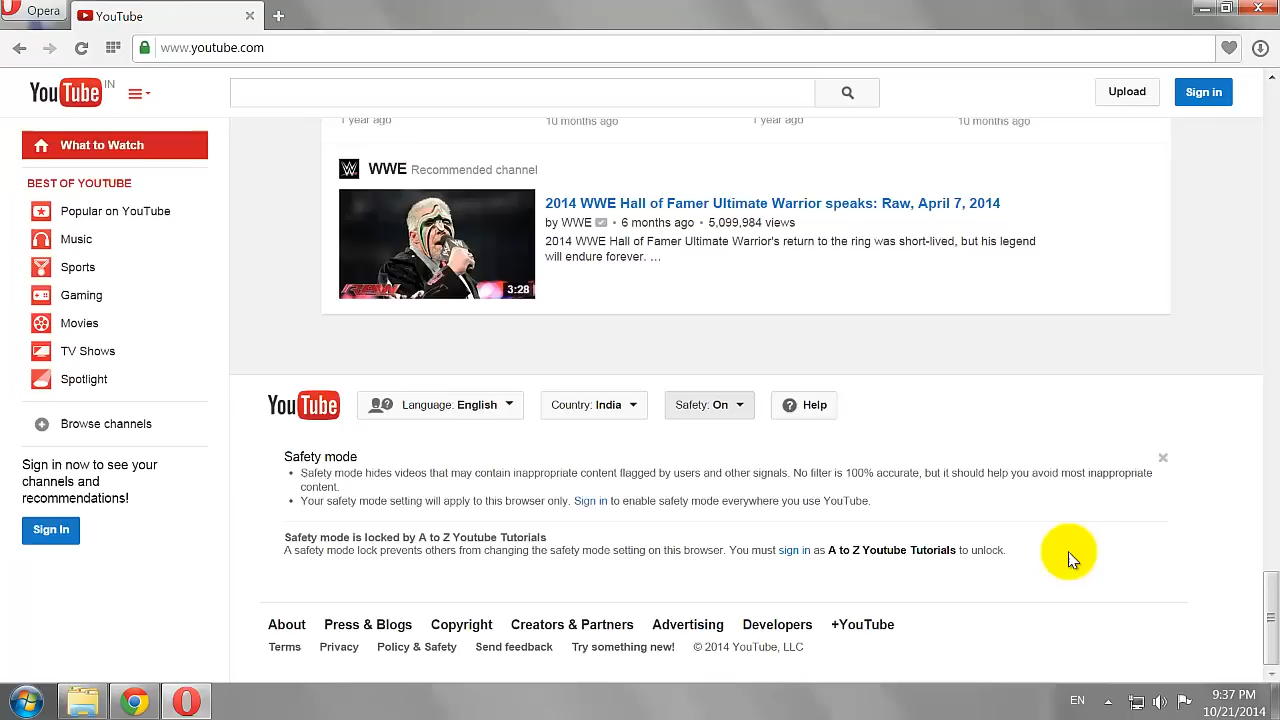 Opera
YouTube
www.youtube.com
YouTube IN
Upload
Sign in
What to Watch
BEST OF YOUTUBE
Popular on YouTube
Music
Sports
Gaming
Movies
TV Shows
Spotlight
Browse channels
Sign in now to see your
channels and
recommendations!
Sign In
1 year ago 10 months ago 1 year ago 10 months ago
W WWE Recommended channel
RAW
3:28
2014 WWE Hall of Famer Ultimate Warrior speaks: Raw, April 7, 2014
by WWE • 6 months ago • 5,099,984 views
2014 WWE Hall of Famer Ultimate Warrior's return to the ring was short-lived, but his legend
will endure forever. ...
YouTube Language: English Country: India Safety: On Help
Safety mode
• Safety mode hides videos that may contain inappropriate content flagged by users and other signals. No filter is 100% accurate, but it should help you avoid most inappropriate
content.
• Your safety mode setting will apply to this browser only. Sign in to enable safety mode everywhere you use YouTube.
Safety mode is locked by A to Z Youtube Tutorials
A safety mode lock prevents others from changing the safety mode setting on this browser. You must sign in as A to Z Youtube Tutorials to unlock.
About Press & Blogs Copyright Creators & Partners Advertising Developers +YouTube
Terms Privacy Policy & Safety Send feedback Try something new! © 2014 YouTube, LLC
EN
9:37 PM
10/21/2014